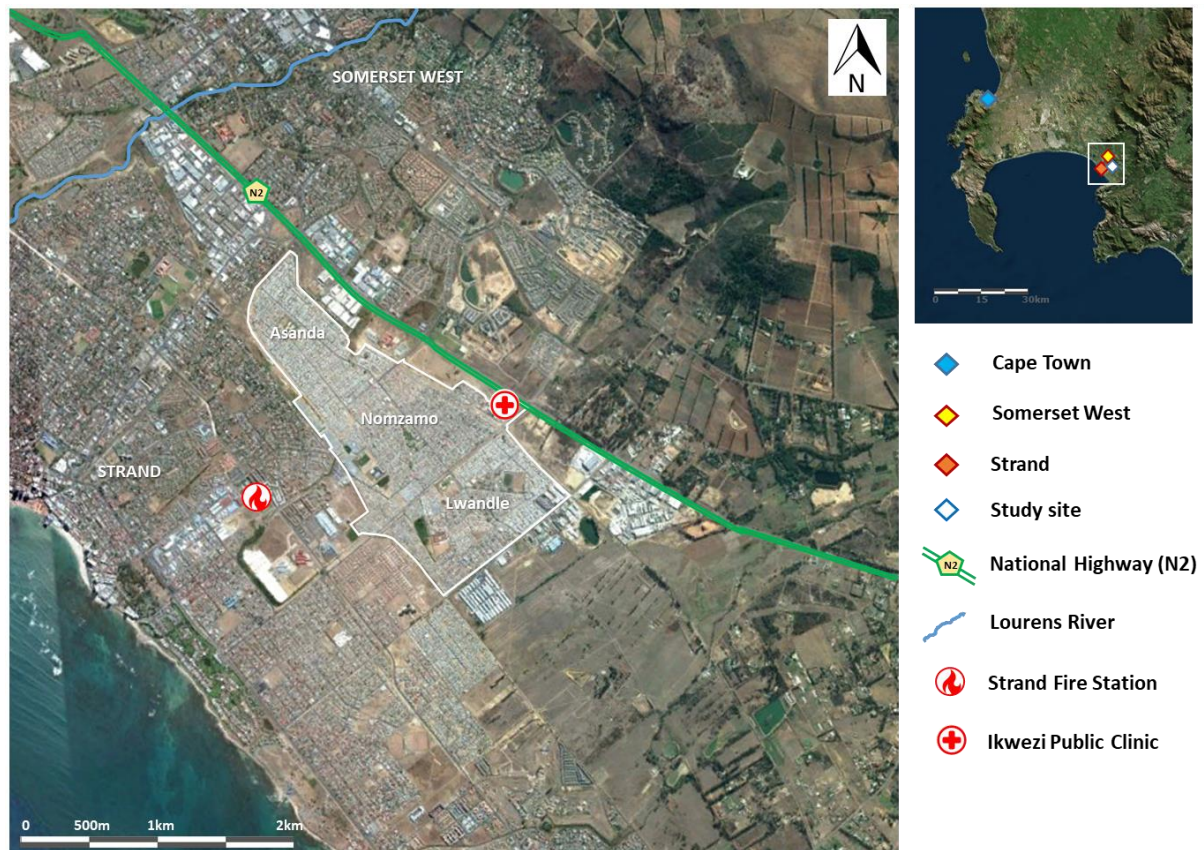 SOMERSET WEST
N
N2
Asanda
Nomzamo
STRAND
Lwandle
0 500m 1km 2km
0 15 30km
Cape Town
Somerset West
Strand
Study site
N2
National Highway (N2)
Lourens River
Strand Fire Station
Ikwezi Public Clinic